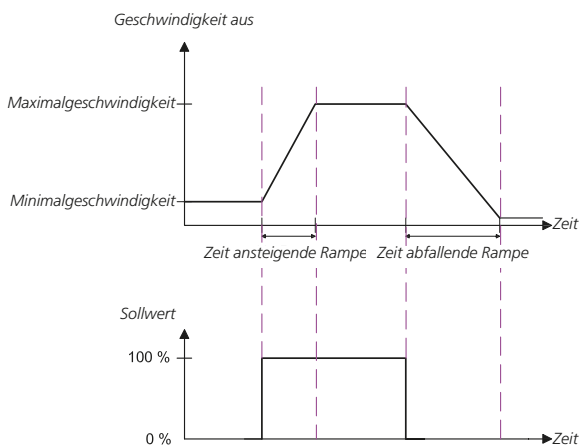 Geschwindigkeit aus
Maximalgeschwindigkeit
Minimalgeschwindigkeit
Zeit
Zeit ansteigende Rampe Zeit abfallende Rampe
Sollwert
100 %
0 %
Zeit